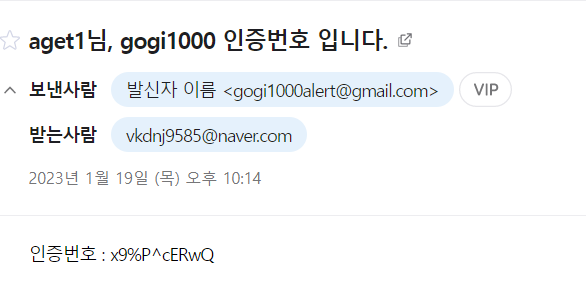 aget1님, gogi1000 인증번호 입니다.
보낸사람 발신자 이름 <gogi1000alert@gmail.com> VIP
받는사람 vkdnj9585@naver.com
2023년 1월 19일 (목) 오후 10:14
인증번호 : x9%P^cERwQ